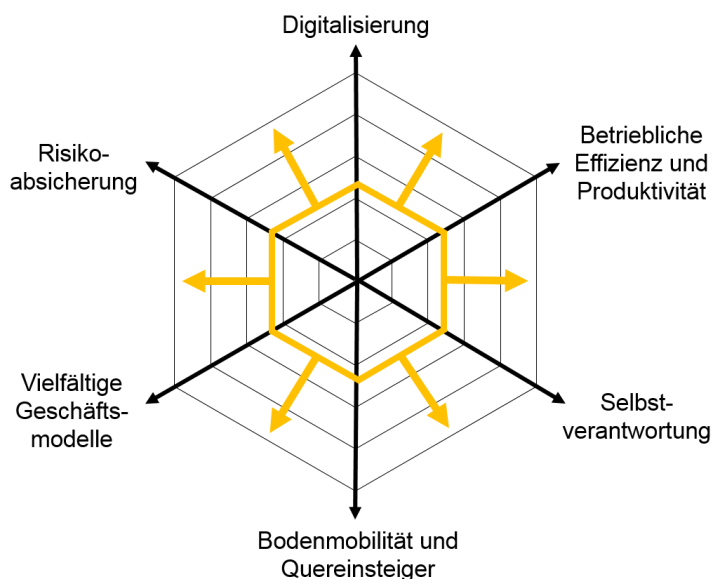 Digitalisierung
Betriebliche
Effizienz und
Produktivität
Selbst-
verantwortung
Bodenmobilität und
Quereinsteiger
Vielfältige
Geschäfts-
modelle
Risiko-
absicherung